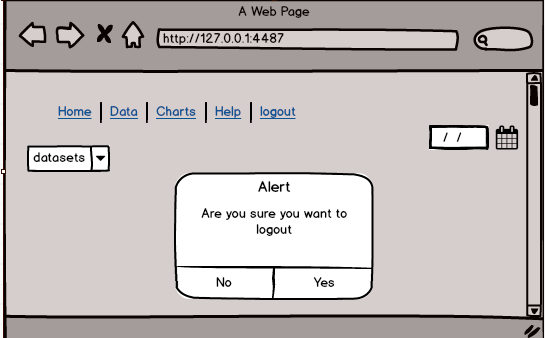 A Web Page
http://127.0.0.1:4487
Home Data Charts Help logout
/ /
datasets
Alert
Are you sure you want to
logout
No Yes